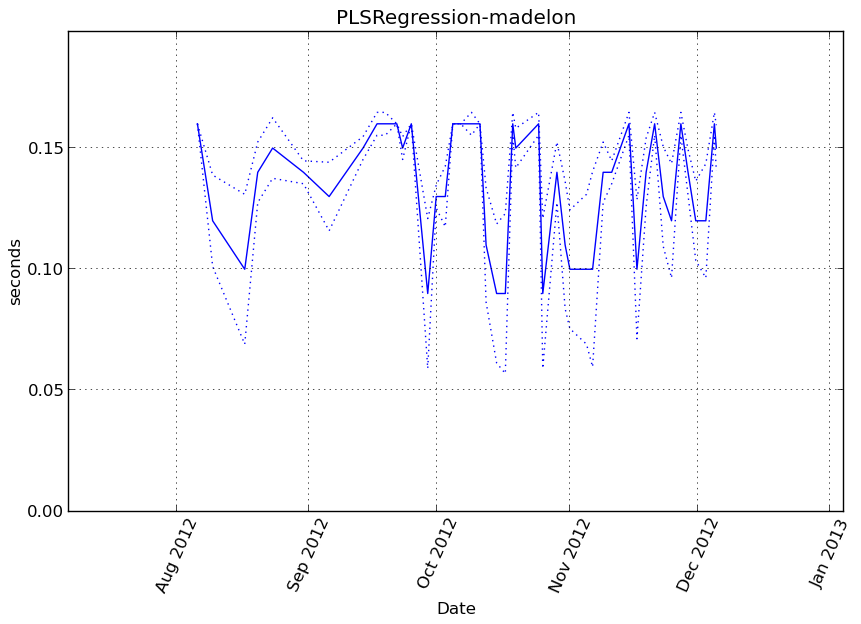 PLSRegression-madelon
seconds
0.15
0.10
0.05
0.00
Aug 2012
Sep 2012
Oct 2012
Nov 2012
Dec 2012
Jan 2013
Date